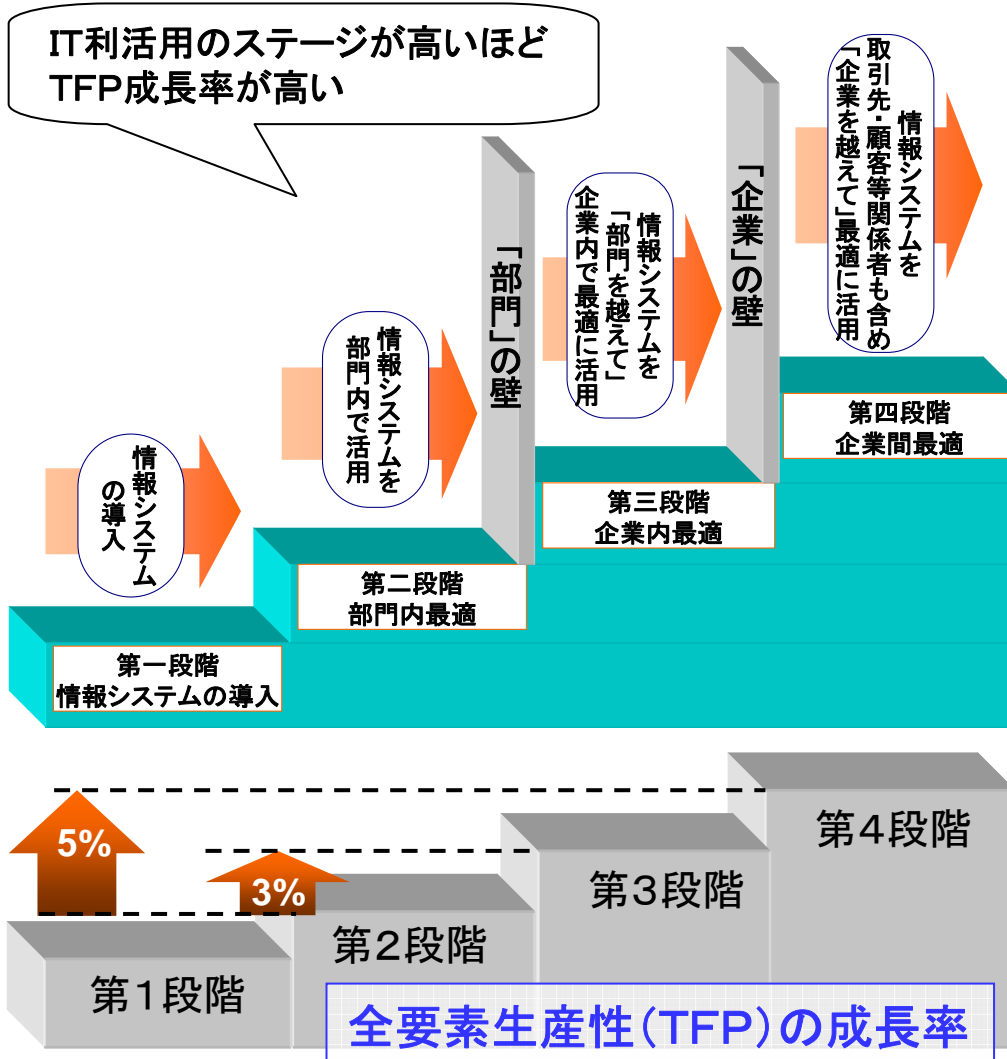 IT利活用のステージが高いほど
TFP成長率が高い
情報システム
の導入
情報システムを
部門内で活用
「部門」の壁
情報システムを
「部門を越えて」
企業内で最適に活用
「企業」の壁
情報システムを
取引先・顧客等関係者も含め
「企業を越えて」最適に活用
第一段階
情報システムの導入
第二段階
部門内最適
第三段階
企業内最適
第四段階
企業間最適
5%
3%
第1段階
第2段階
第3段階
第4段階
全要素生産性(TFP)の成長率